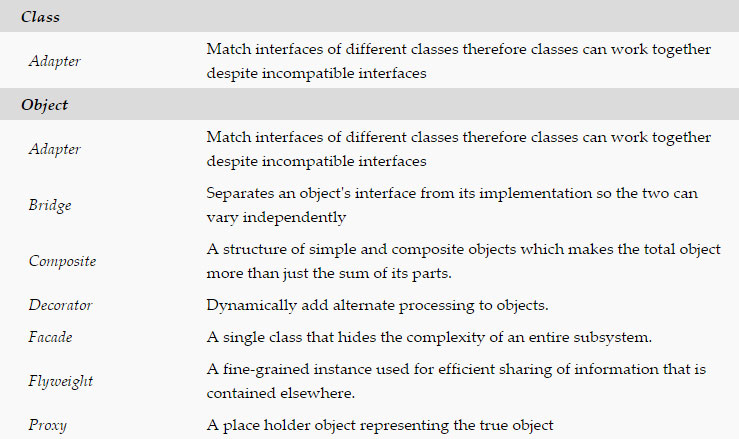 Class
Adapter
Match interfaces of different classes therefore classes can work together
despite incompatible interfaces
Object
Adapter
Match interfaces of different classes therefore classes can work together
despite incompatible interfaces
Bridge
Separates an object's interface from its implementation so the two can
vary independently
Composite
A structure of simple and composite objects which makes the total object
more than just the sum of its parts.
Decorator
Dynamically add alternate processing to objects.
Facade
A single class that hides the complexity of an entire subsystem.
Flyweight
A fine-grained instance used for efficient sharing of information that is
contained elsewhere.
Proxy
A place holder object representing the true object